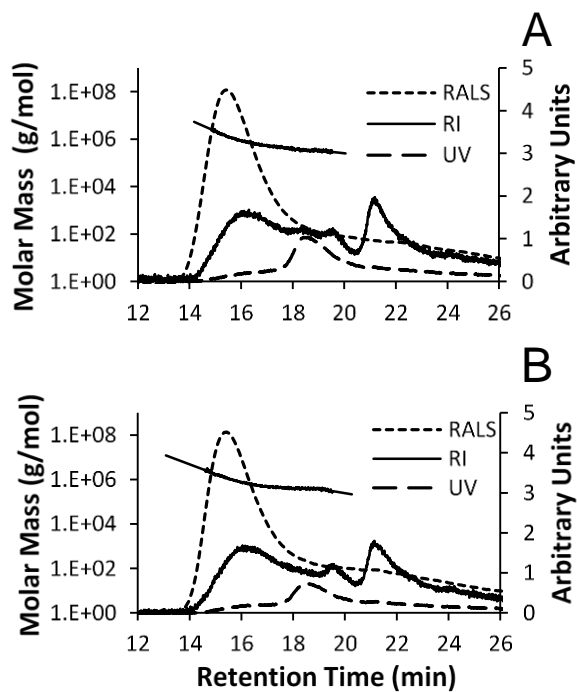 A
Molar Mass (g/mol)
1.E+08
1.E+06
1.E+04
1.E+02
1.E+00
5
4
3
2
1
0
Arbitrary Units
RALS
RI
UV
12 14 16 18 20 22 24 26
B
Molar Mass (g/mol)
1.E+08
1.E+06
1.E+04
1.E+02
1.E+00
5
4
3
2
1
0
Arbitrary Units
RALS
RI
UV
12 14 16 18 20 22 24 26
Retention Time (min)